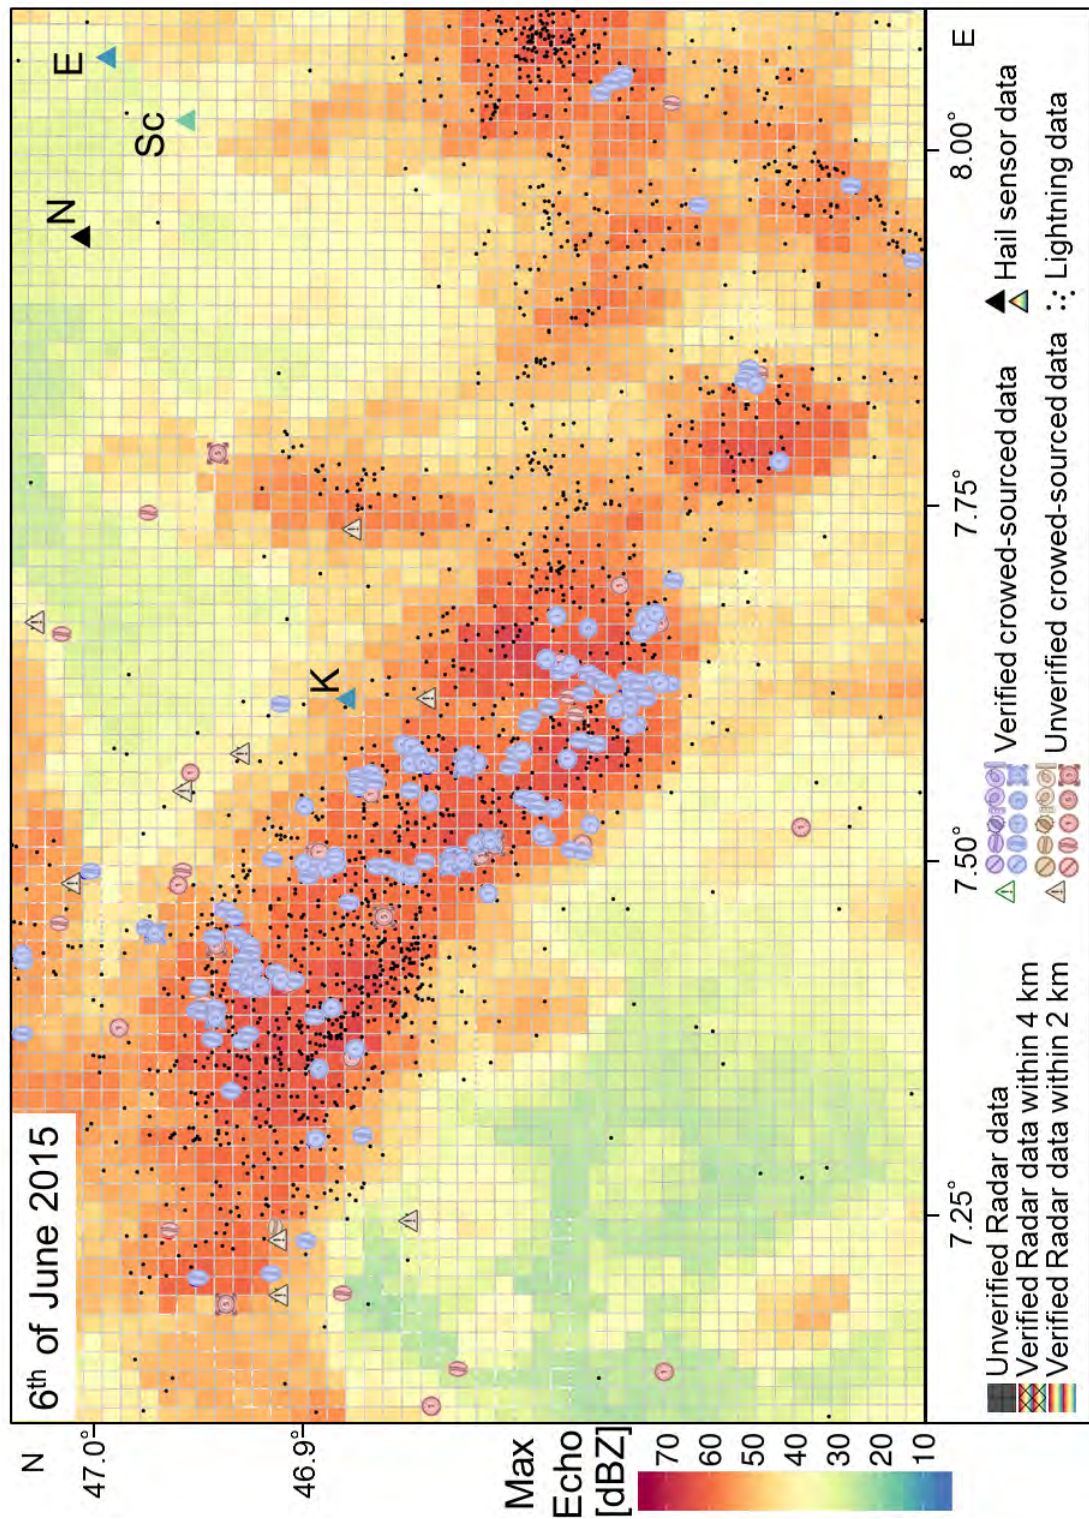 6th of June 2015
N
47.0°
46.9°
E
Sc
N
K
Max
Echo
[dBZ]
70
60
50
40
30
20
10
7.25°
7.50°
7.75°
8.00°
E
Unverified Radar data
Verified Radar data within 4 km
Verified Radar data within 2 km
Verified crowed-sourced data
Unverified crowed-sourced data
Hail sensor data
Lightning data